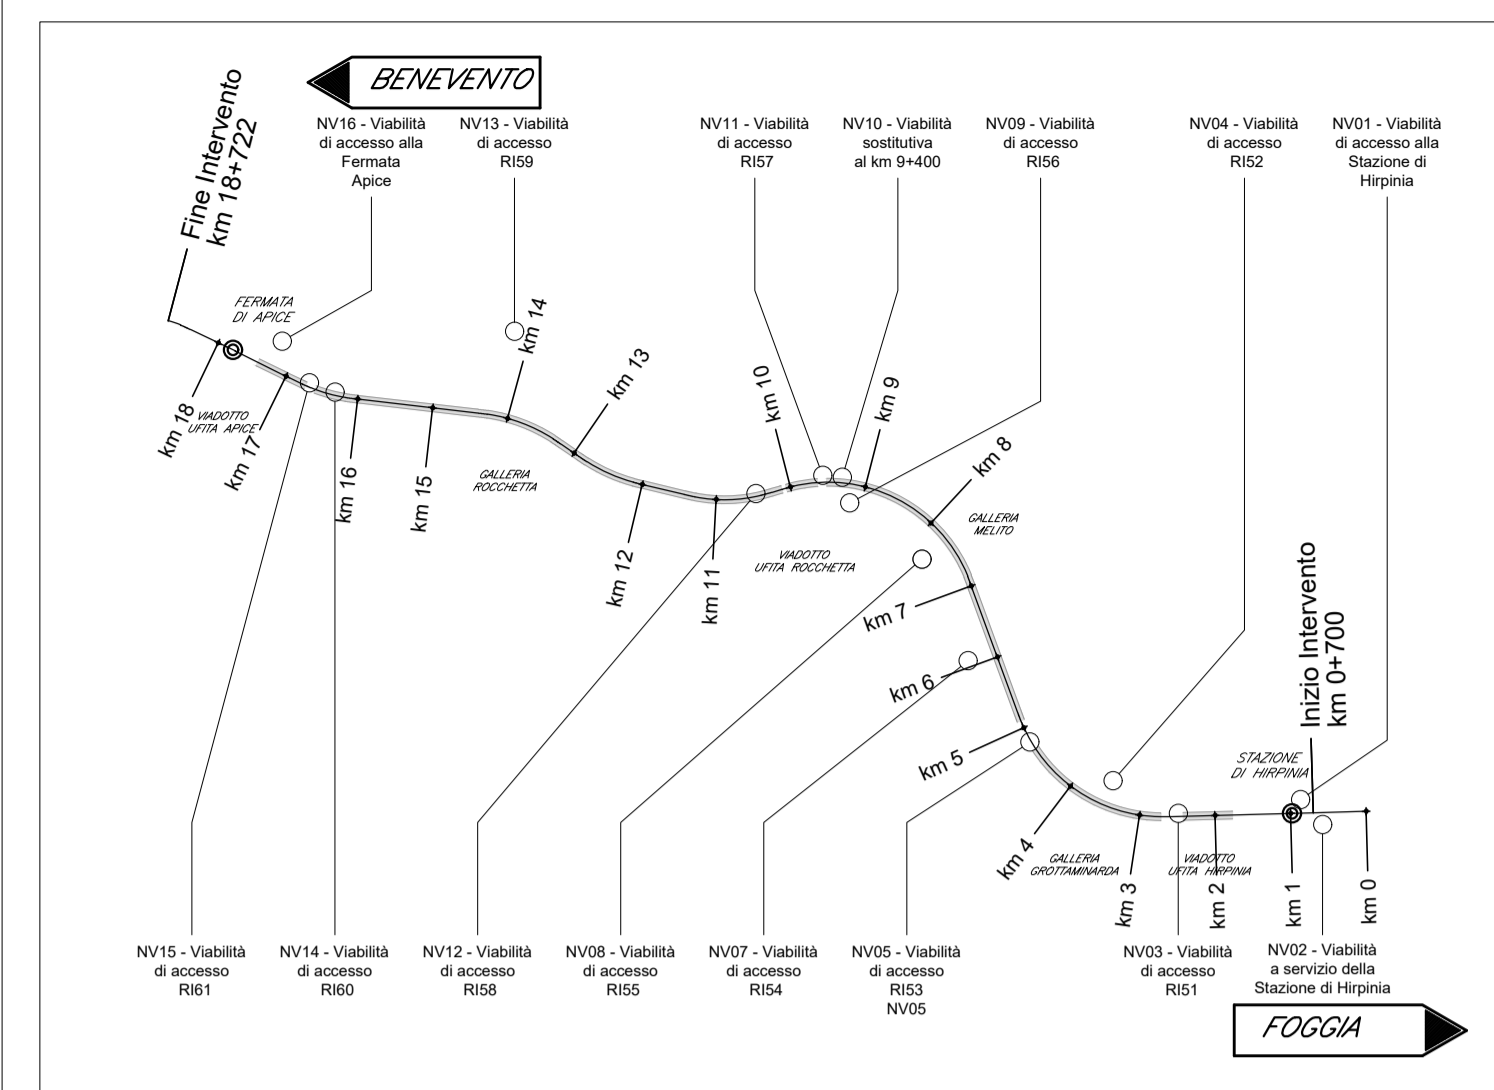 BENEVENTO
Fine Intervento
km 18+722
NV16 - Viabilità
di accesso alla
Fermata
Apice
NV13 - Viabilità
di accesso
RI59
NV11 - Viabilità
di accesso
RI57
NV10 - Viabilità
sostitutiva
al km 9+400
NV09 - Viabilità
di accesso
RI56
NV04 - Viabilità
di accesso
RI52
NV01 - Viabilità
di accesso alla
Stazione di
Hirpinia
FERMATA
DI APICE
km 18
VIADOTTO
UFITA APICE
km 17
km 16
km 15
km 14
GALLERIA
ROCCHETTA
km 13
km 12
km 11
km 10
VIADOTTO
UFITA ROCCHETTA
km 9
km 8
GALLERIA
MELITO
km 7
km 6
km 5
km 4
GALLERIA
GROTTAMINARDA
km 3
VIADOTTO
UFITA HIRPINIA
km 2
STAZIONE
DI HIRPINIA
km 1
Inizio Intervento
km 0+700
km 0
NV15 - Viabilità
di accesso
RI61
NV14 - Viabilità
di accesso
RI60
NV12 - Viabilità
di accesso
RI58
NV08 - Viabilità
di accesso
RI55
NV07 - Viabilità
di accesso
RI54
NV05 - Viabilità
di accesso
RI53
NV05
NV03 - Viabilità
di accesso
RI51
NV02 - Viabilità
a servizio della
Stazione di Hirpinia
FOGGIA